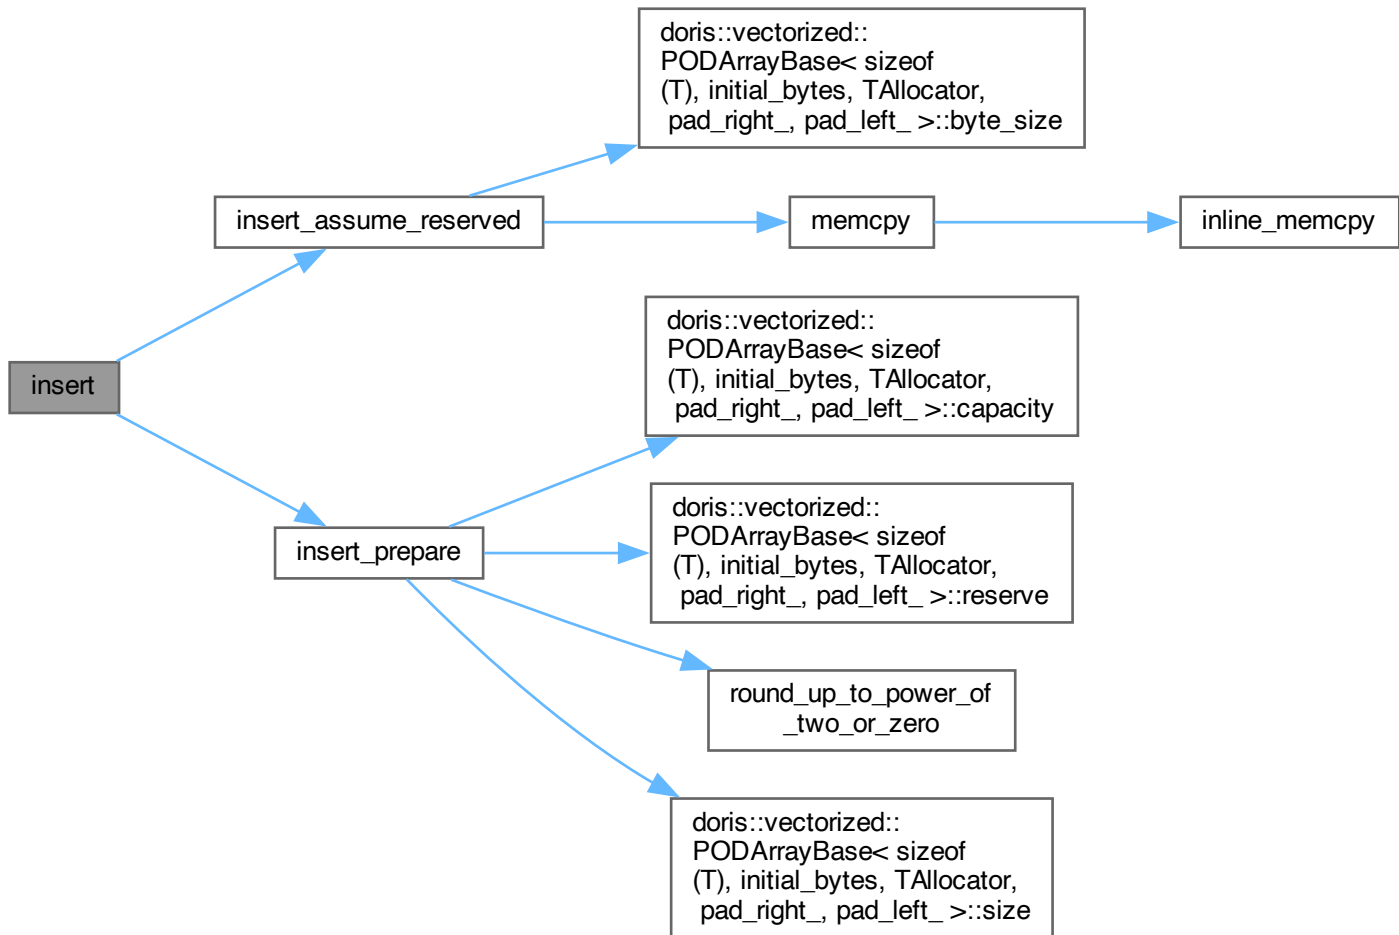 doris::vectorized::
PODArrayBase< sizeof
(T), initial_bytes, TAllocator,
pad_right_, pad_left_ >::byte_size
insert_assume_reserved
memcpy
inline_memcpy
doris::vectorized::
PODArrayBase< sizeof
(T), initial_bytes, TAllocator,
pad_right_, pad_left_ >::capacity
insert
doris::vectorized::
PODArrayBase< sizeof
(T), initial_bytes, TAllocator,
pad_right_, pad_left_ >::reserve
insert_prepare
round_up_to_power_of
_two_or_zero
doris::vectorized::
PODArrayBase< sizeof
(T), initial_bytes, TAllocator,
pad_right_, pad_left_ >::size